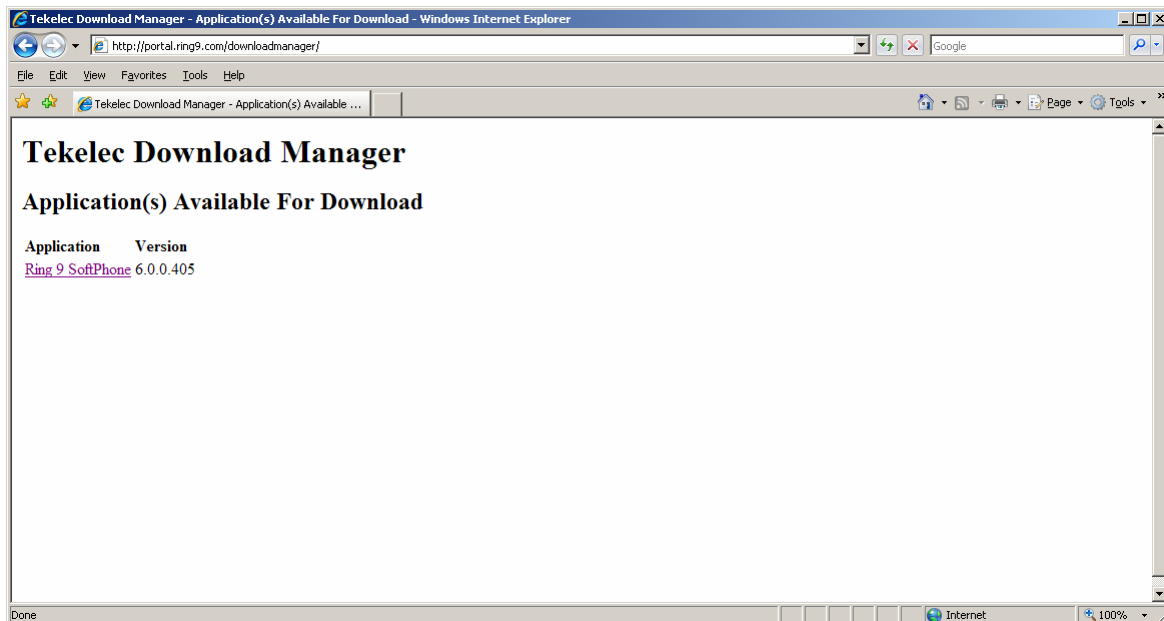 Tekelec Download Manager - Application(s) Available For Download - Windows Internet Explorer
http://portal.ring9.com/downloadmanager/
Google
File Edit View Favorites Tools Help
Tekelec Download Manager - Application(s) Available ...
Page Tools »
Tekelec Download Manager
Application(s) Available For Download
Application Version
Ring 9 SoftPhone 6.0.0.405
Done Internet 100%